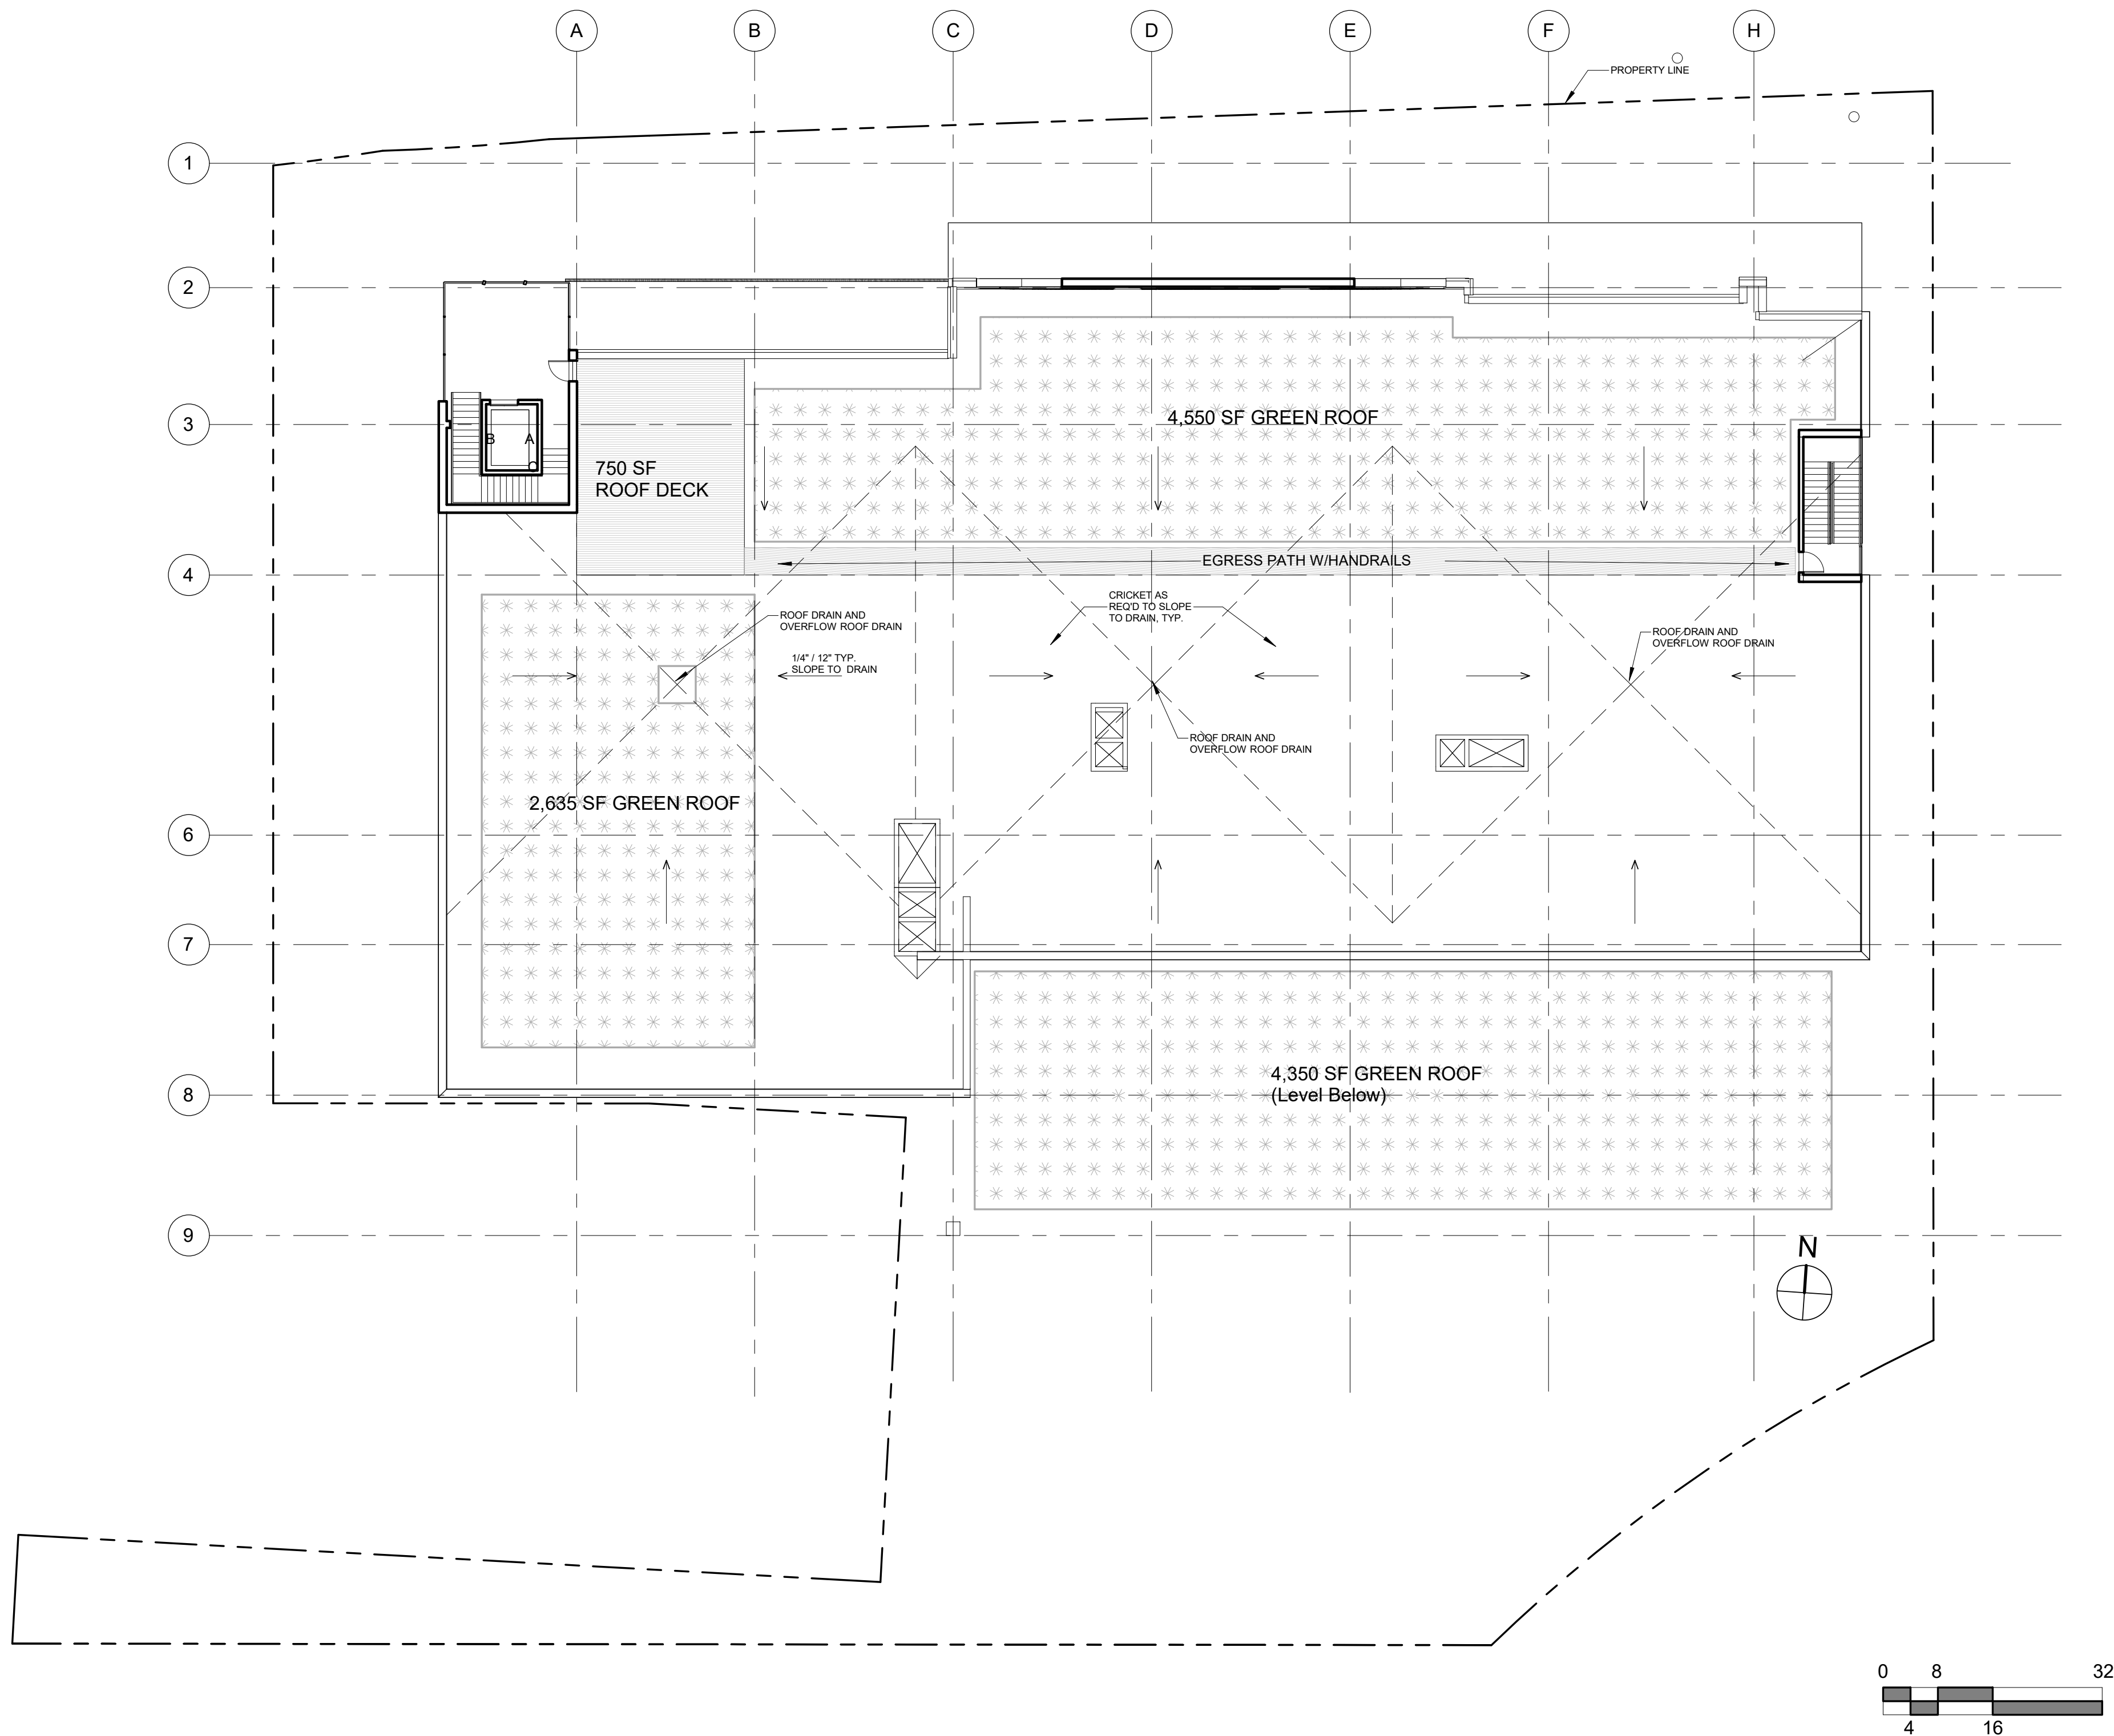 A B C D E F H
PROPERTY LINE
1
2
3
B A
4,550 SF GREEN ROOF
750 SF
ROOF DECK
EGRESS PATH W/HANDRAILS
4
CRICKET AS
REQ'D TO SLOPE
TO DRAIN, TYP.
ROOF DRAIN AND
OVERFLOW ROOF DRAIN
ROOF DRAIN AND
OVERFLOW ROOF DRAIN
1/4" / 12" TYP.
SLOPE TO DRAIN
ROOF DRAIN AND
OVERFLOW ROOF DRAIN
2,635 SF GREEN ROOF
6
7
4,350 SF GREEN ROOF
(Level Below)
8
9
N
0 8 32
4 16